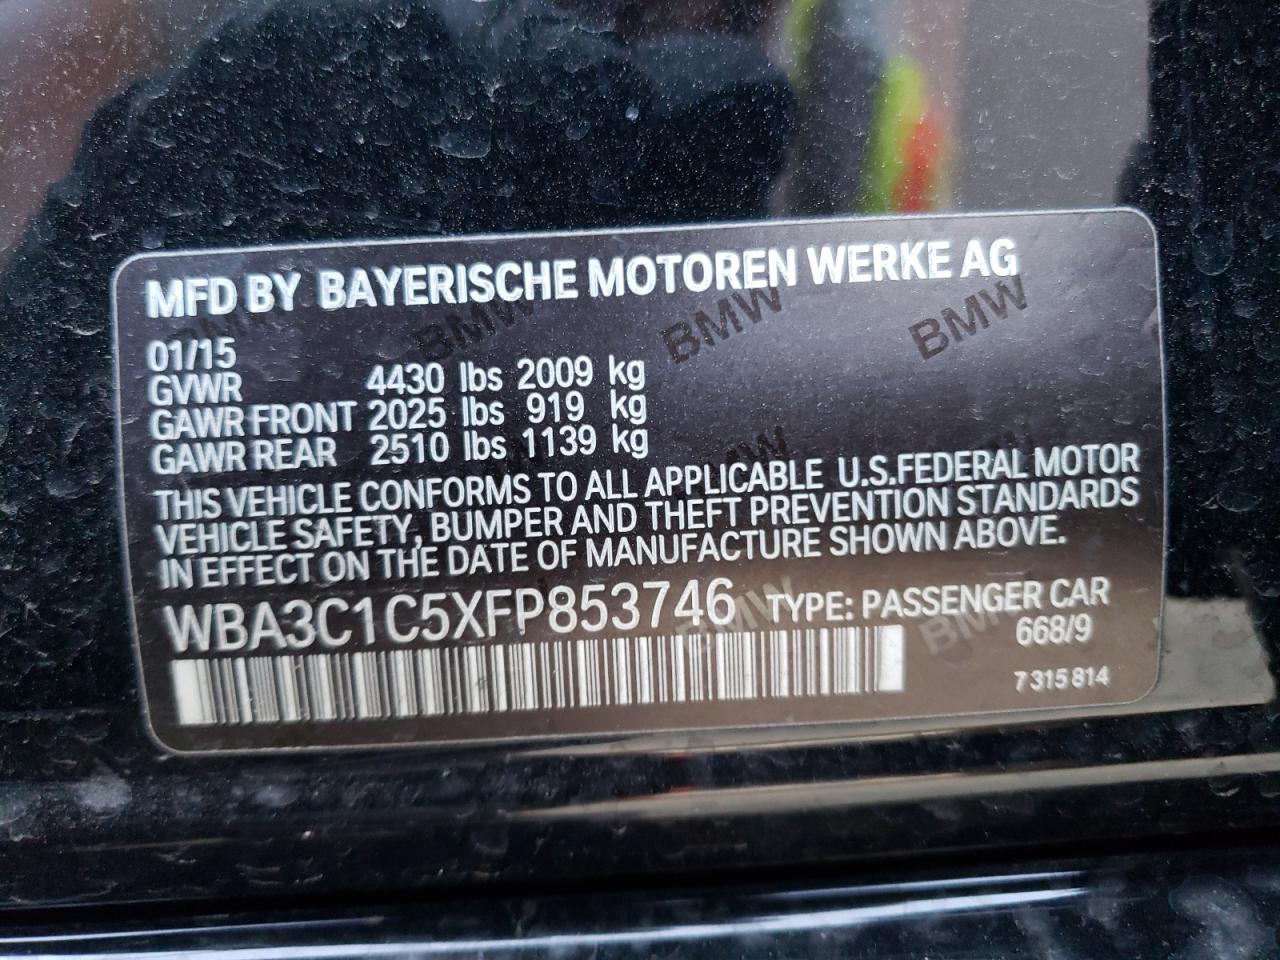 MFD BY BAYERISCHE MOTOREN WERKE AG
01/15
GVWR 4430 lbs 2009 kg
GAWR FRONT 2025 lbs 919 kg
GAWR REAR 2510 lbs 1139 kg
THIS VEHICLE CONFORMS TO ALL APPLICABLE U.S.FEDERAL MOTOR
VEHICLE SAFETY, BUMPER AND THEFT PREVENTION STANDARDS
IN EFFECT ON THE DATE OF MANUFACTURE SHOWN ABOVE.
WBA3C1C5XFP853746 TYPE: PASSENGER CAR
668/9
7 315 814
BMW BMW BMW
BMW
BMW BMW